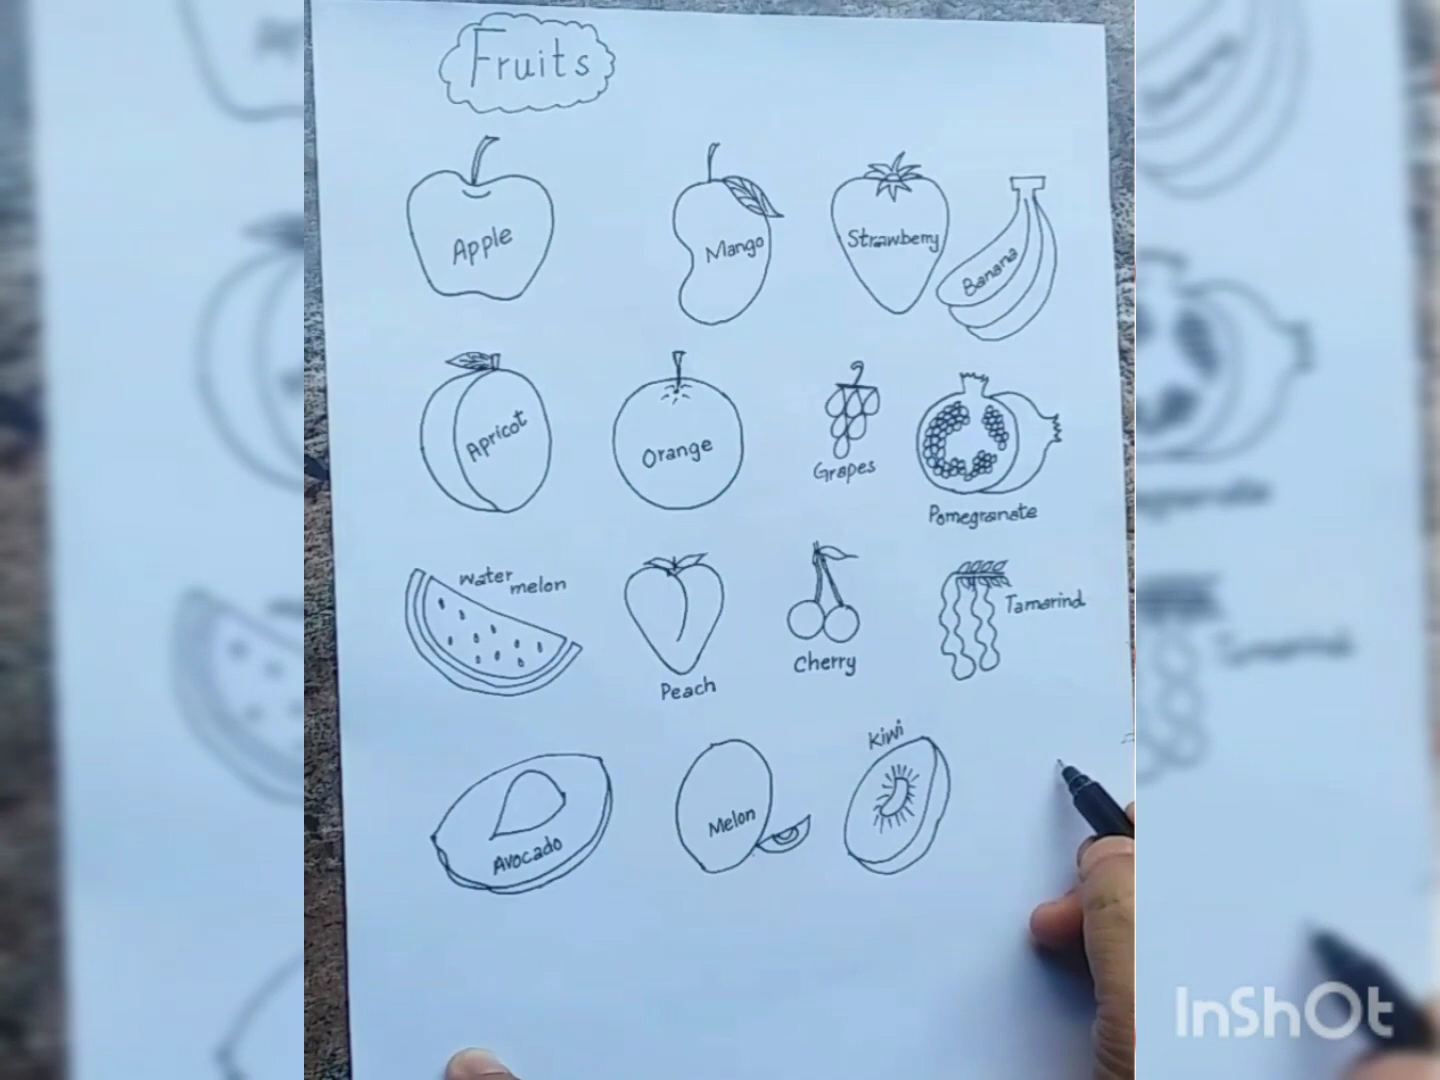 Fruits
Apple
Mango
Strawberry
Banana
Apricot
Orange
Grapes
Pomegranate
water
melon
Peach
Cherry
Tamarind
Avocado
Melon
Kiwi
InShOt